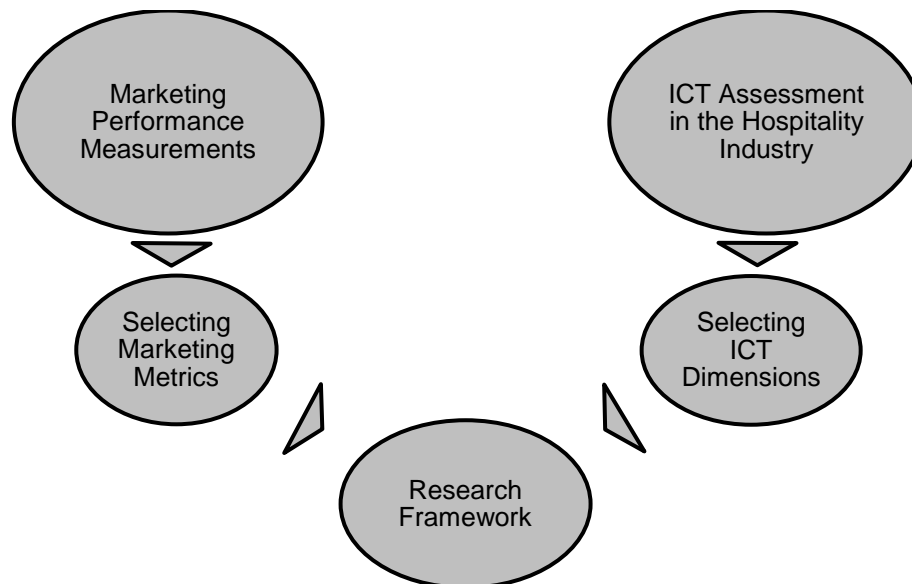 Marketing
Performance
Measurements
ICT Assessment
in the Hospitality
Industry
Selecting
Marketing
Metrics
Selecting
ICT
Dimensions
Research
Framework